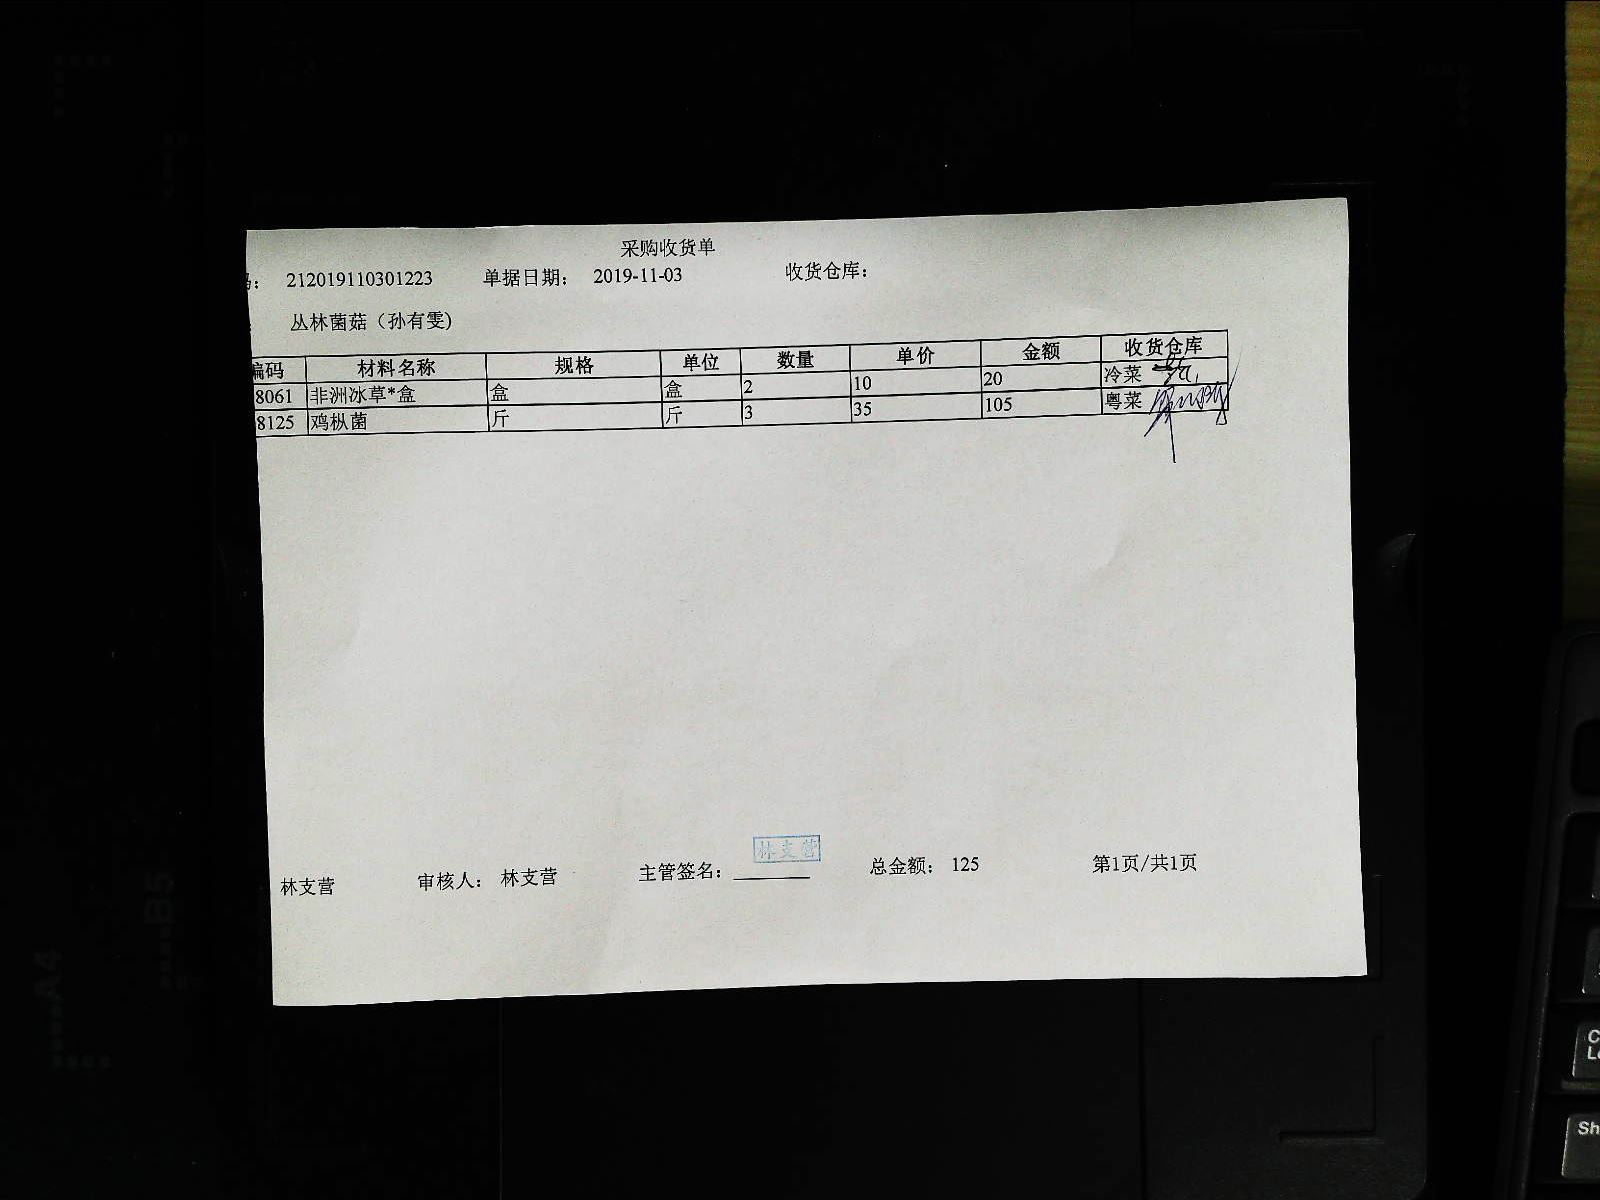 采购收货单
码： 212019110301223 单据日期： 2019-11-03 收货仓库：
丛林菌菇（孙有雯)
编码 材料名称 规格 单位 数量 单价 金额 收货仓库
8061 非洲冰草*盒 盒 盒 2 10 20 冷菜
8125 鸡枞菌 斤 斤 3 35 105 粤菜
林支营
林支营 审核人： 林支营 主管签名： 总金额： 125 第1页/共1页
A4
B5
Sh